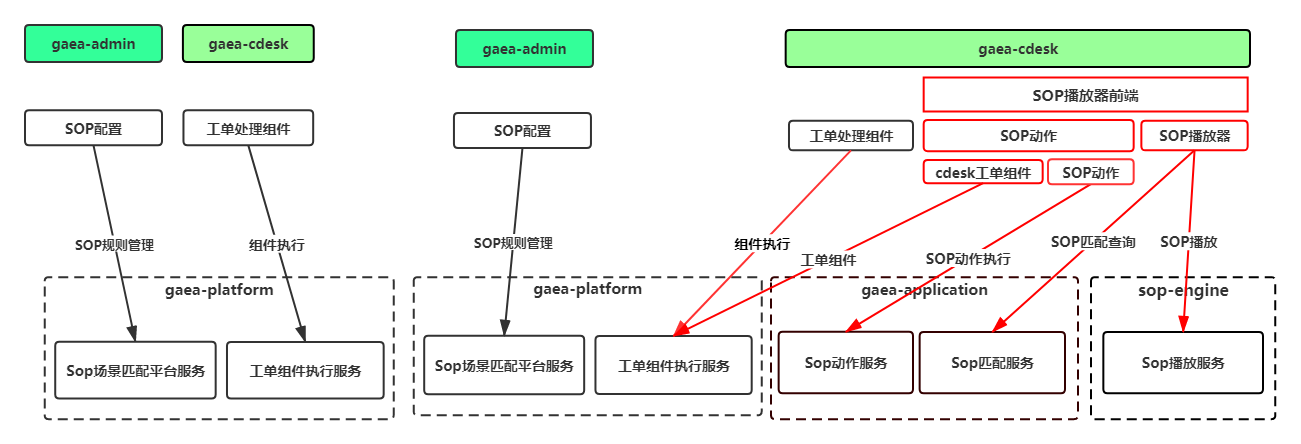 gaea-admin
gaea-cdesk
SOP配置
工单处理组件
SOP规则管理
组件执行
gaea-platform
Sop场景匹配平台服务
工单组件执行服务
gaea-admin
gaea-cdesk
SOP播放器前端
SOP配置
工单处理组件
SOP动作
SOP播放器
cdesk工单组件
SOP动作
SOP规则管理
组件执行
工单组件
SOP动作执行
SOP匹配查询
SOP播放
gaea-platform
gaea-application
sop-engine
Sop场景匹配平台服务
工单组件执行服务
Sop动作服务
Sop匹配服务
Sop播放服务